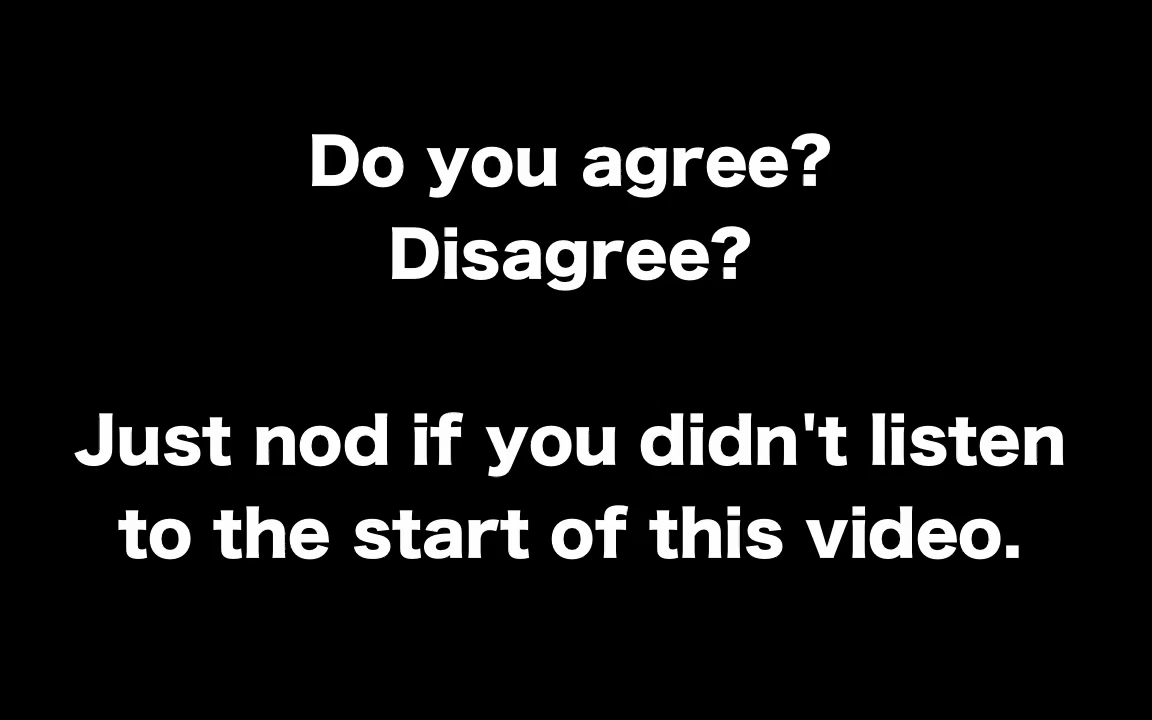 Do you agree?
Disagree?
Just nod if you didn't listen
to the start of this video.